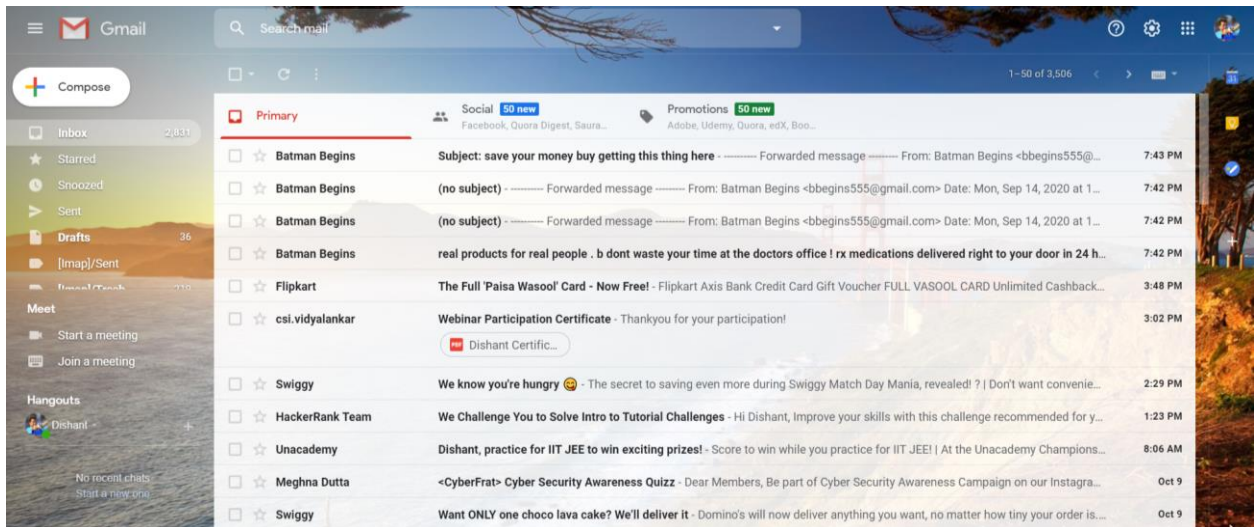 Gmail
Search mail
Compose
1–50 of 3,506
Inbox 2,831
Starred
Snoozed
Sent
Drafts 36
[Imap]/Sent
[Imap]/Trash 219
Meet
Start a meeting
Join a meeting
Hangouts
Dishant
No recent chats
Start a new one
Primary
Social 50 new
Facebook, Quora Digest, Saura...
Promotions 50 new
Adobe, Udemy, Quora, edX, Boo...
Batman Begins Subject: save your money buy getting this thing here - ---------- Forwarded message --------- From: Batman Begins <bbegins555@... 7:43 PM
Batman Begins (no subject) - ---------- Forwarded message --------- From: Batman Begins <bbegins555@gmail.com> Date: Mon, Sep 14, 2020 at 1... 7:42 PM
Batman Begins (no subject) - ---------- Forwarded message --------- From: Batman Begins <bbegins555@gmail.com> Date: Mon, Sep 14, 2020 at 1... 7:42 PM
Batman Begins real products for real people . b dont waste your time at the doctors office ! rx medications delivered right to your door in 24 h... 7:42 PM
Flipkart The Full 'Paisa Wasool' Card - Now Free! - Flipkart Axis Bank Credit Card Gift Voucher FULL VASOOL CARD Unlimited Cashback... 3:48 PM
csi.vidyalankar Webinar Participation Certificate - Thankyou for your participation! 3:02 PM
PDF Dishant Certific...
Swiggy We know you're hungry 😋 - The secret to saving even more during Swiggy Match Day Mania, revealed! ? | Don't want convenie... 2:29 PM
HackerRank Team We Challenge You to Solve Intro to Tutorial Challenges - Hi Dishant, Improve your skills with this challenge recommended for y... 1:23 PM
Unacademy Dishant, practice for IIT JEE to win exciting prizes! - Score to win while you practice for IIT JEE! | At the Unacademy Champions... 8:06 AM
Meghna Dutta <CyberFrat> Cyber Security Awareness Quizz - Dear Members, Be part of Cyber Security Awareness Campaign on our Instagra... Oct 9
Swiggy Want ONLY one choco lava cake? We'll deliver it - Domino's will now deliver anything you want, no matter how tiny your order is.... Oct 9
31